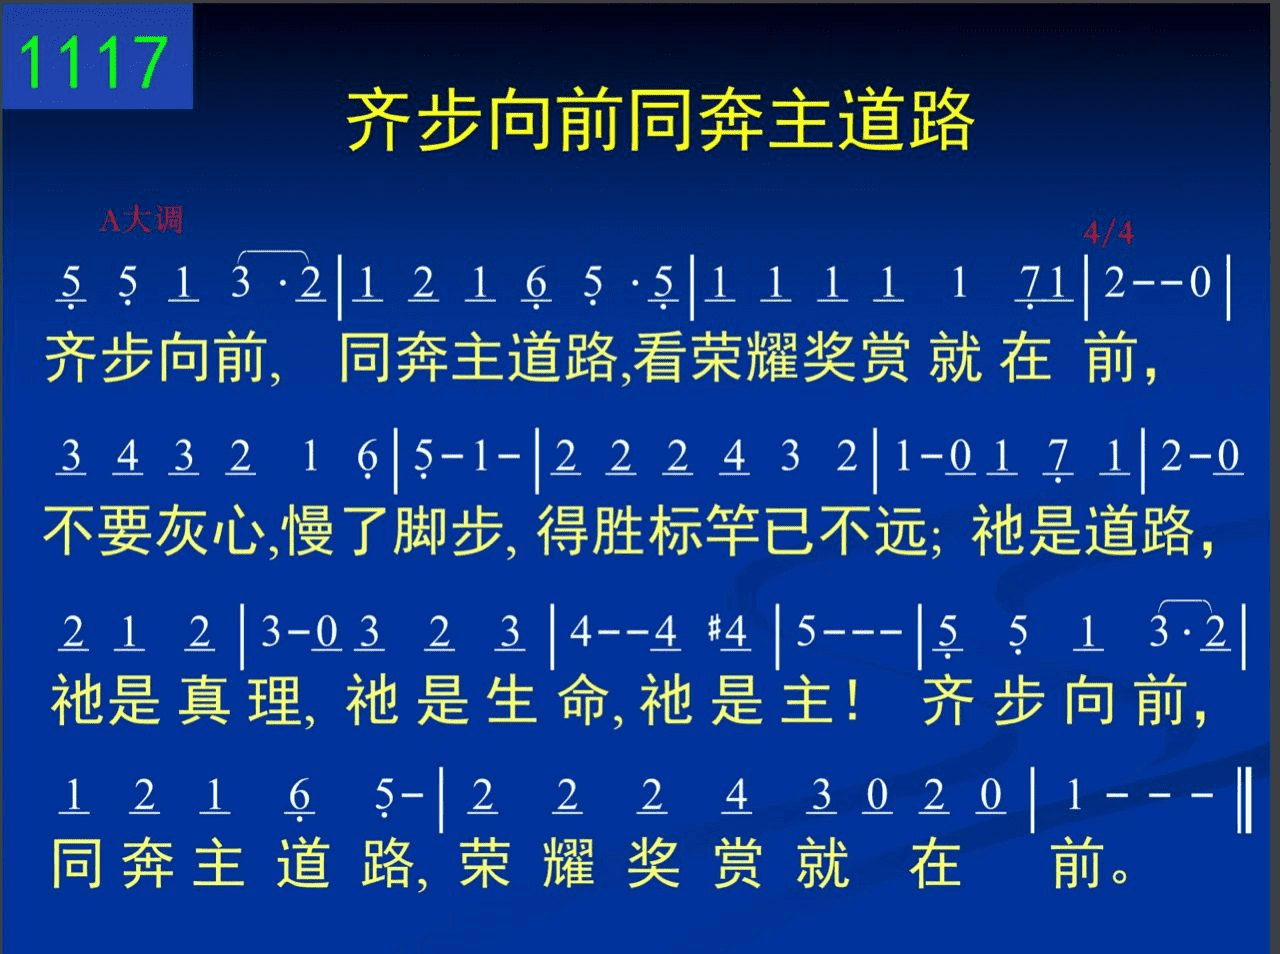 1117
齐步向前同奔主道路
A大调
4/4
5 5 1 3 · 2 | 1 2 1 6 5 · 5 | 1 1 1 1 1 7 1 | 2 - - 0 |
齐步向前, 同奔主道路,看荣耀奖赏就在前，
3 4 3 2 1 6 | 5 - 1 - | 2 2 2 4 3 2 | 1 - 0 1 7 1 | 2 - 0
不要灰心,慢了脚步, 得胜标竿已不远; 祂是道路，
2 1 2 | 3 - 0 3 2 3 | 4 - - 4 #4 | 5 - - - | 5 5 1 3 · 2 |
祂是真理, 祂是生命, 祂是主! 齐步向前，
1 2 1 6 5 - | 2 2 2 4 3 0 2 0 | 1 - - - ‖
同奔主道路, 荣耀奖赏就在前。